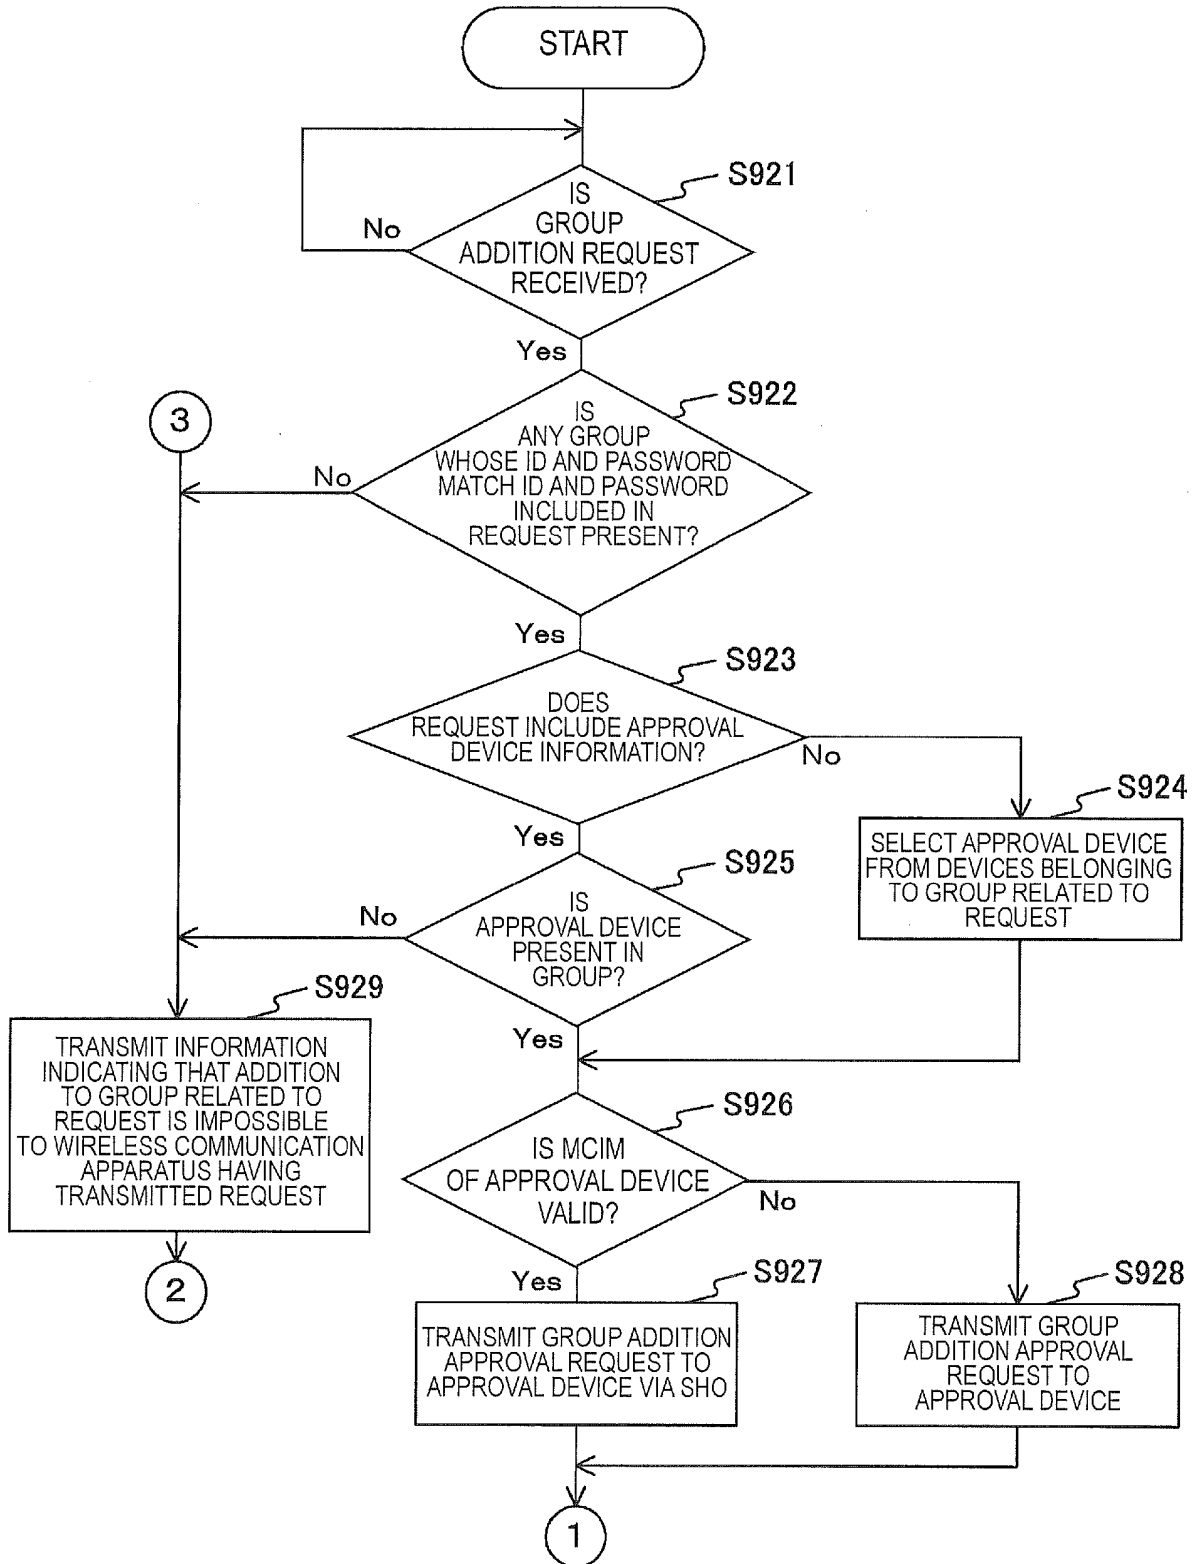 START
S921
IS
GROUP
ADDITION REQUEST
RECEIVED?
No
Yes
S922
3
IS
ANY GROUP
WHOSE ID AND PASSWORD
MATCH ID AND PASSWORD
INCLUDED IN
REQUEST PRESENT?
No
Yes
S923
DOES
REQUEST INCLUDE APPROVAL
DEVICE INFORMATION?
No
Yes
S924
SELECT APPROVAL DEVICE
FROM DEVICES BELONGING
TO GROUP RELATED TO
REQUEST
S925
IS
APPROVAL DEVICE
PRESENT IN
GROUP?
No
Yes
S929
TRANSMIT INFORMATION
INDICATING THAT ADDITION
TO GROUP RELATED TO
REQUEST IS IMPOSSIBLE
TO WIRELESS COMMUNICATION
APPARATUS HAVING
TRANSMITTED REQUEST
2
S926
IS MCIM
OF APPROVAL DEVICE
VALID?
No
Yes
S927
TRANSMIT GROUP ADDITION
APPROVAL REQUEST TO
APPROVAL DEVICE VIA SHO
S928
TRANSMIT GROUP
ADDITION APPROVAL
REQUEST TO
APPROVAL DEVICE
1